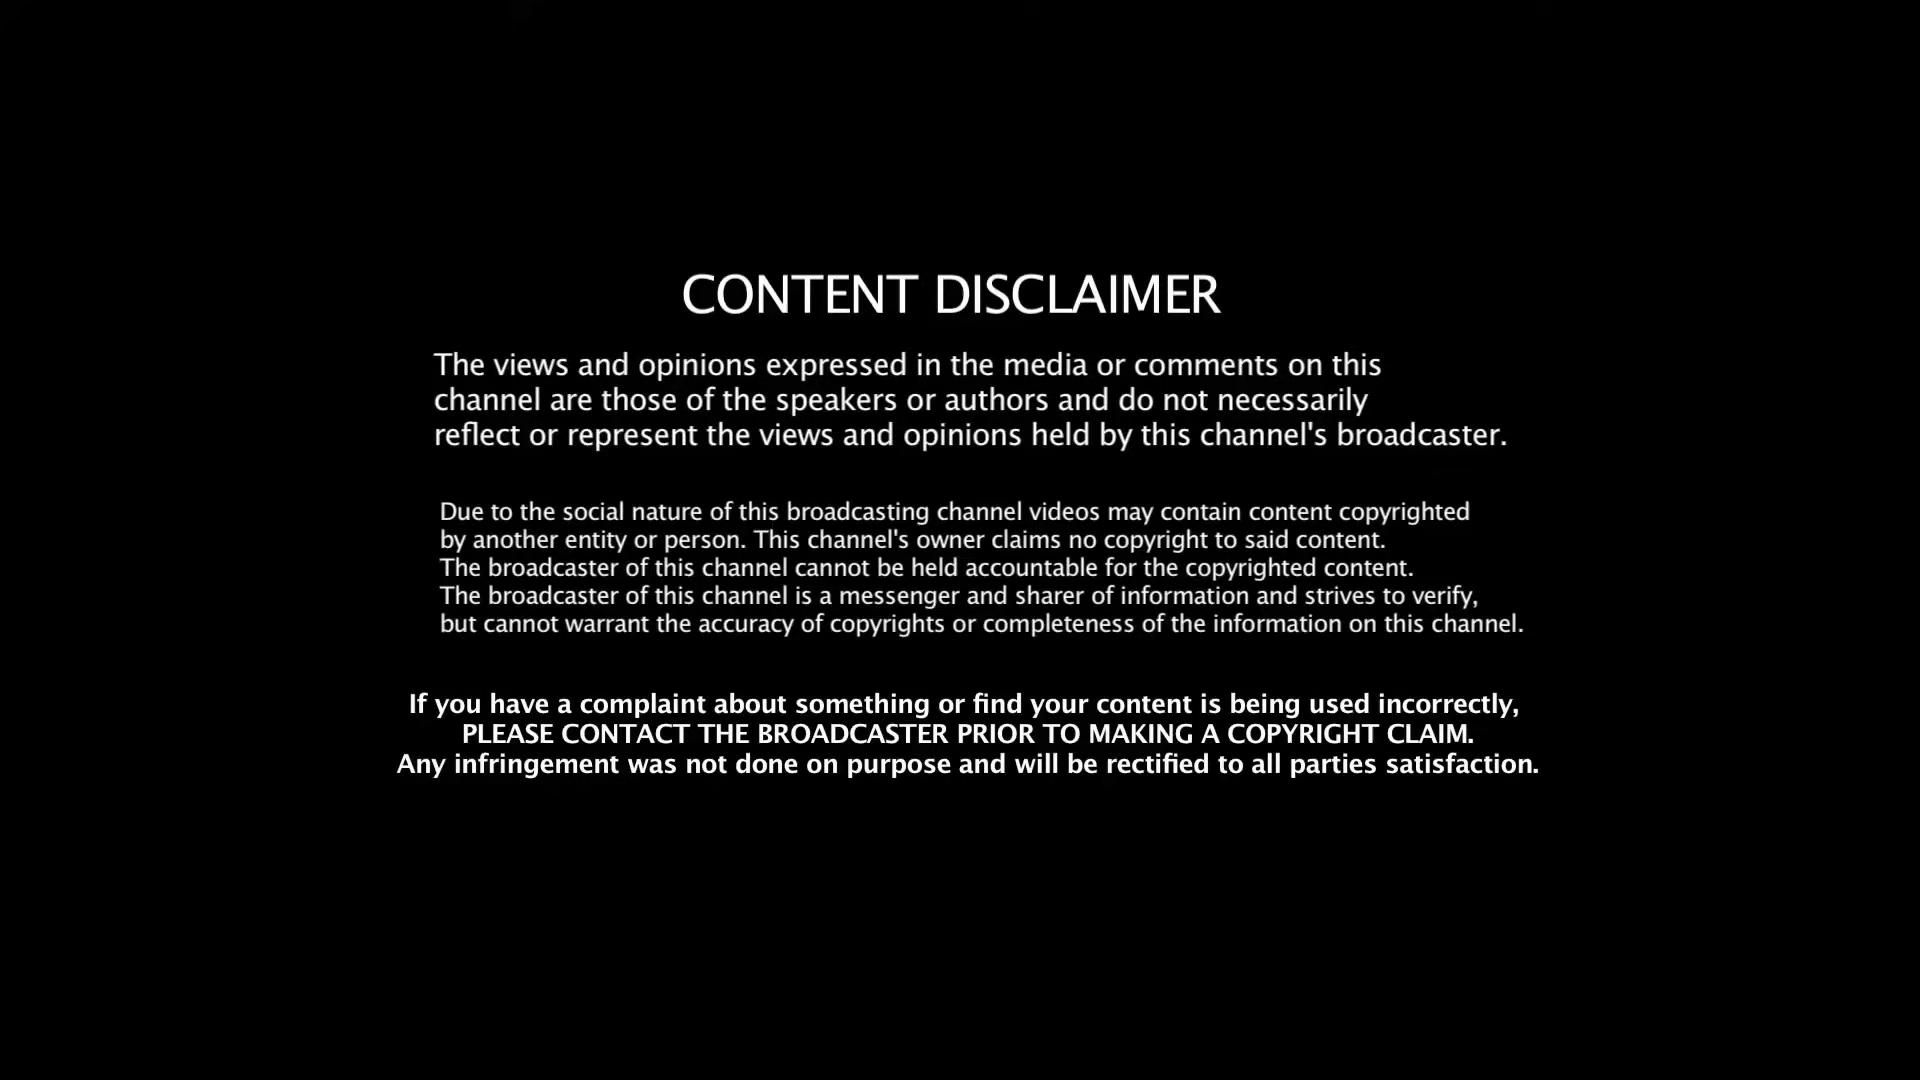 CONTENT DISCLAIMER
The views and opinions expressed in the media or comments on this
channel are those of the speakers or authors and do not necessarily
reflect or represent the views and opinions held by this channel's broadcaster.
Due to the social nature of this broadcasting channel videos may contain content copyrighted
by another entity or person. This channel's owner claims no copyright to said content.
The broadcaster of this channel cannot be held accountable for the copyrighted content.
The broadcaster of this channel is a messenger and sharer of information and strives to verify,
but cannot warrant the accuracy of copyrights or completeness of the information on this channel.
If you have a complaint about something or find your content is being used incorrectly,
PLEASE CONTACT THE BROADCASTER PRIOR TO MAKING A COPYRIGHT CLAIM.
Any infringement was not done on purpose and will be rectified to all parties satisfaction.